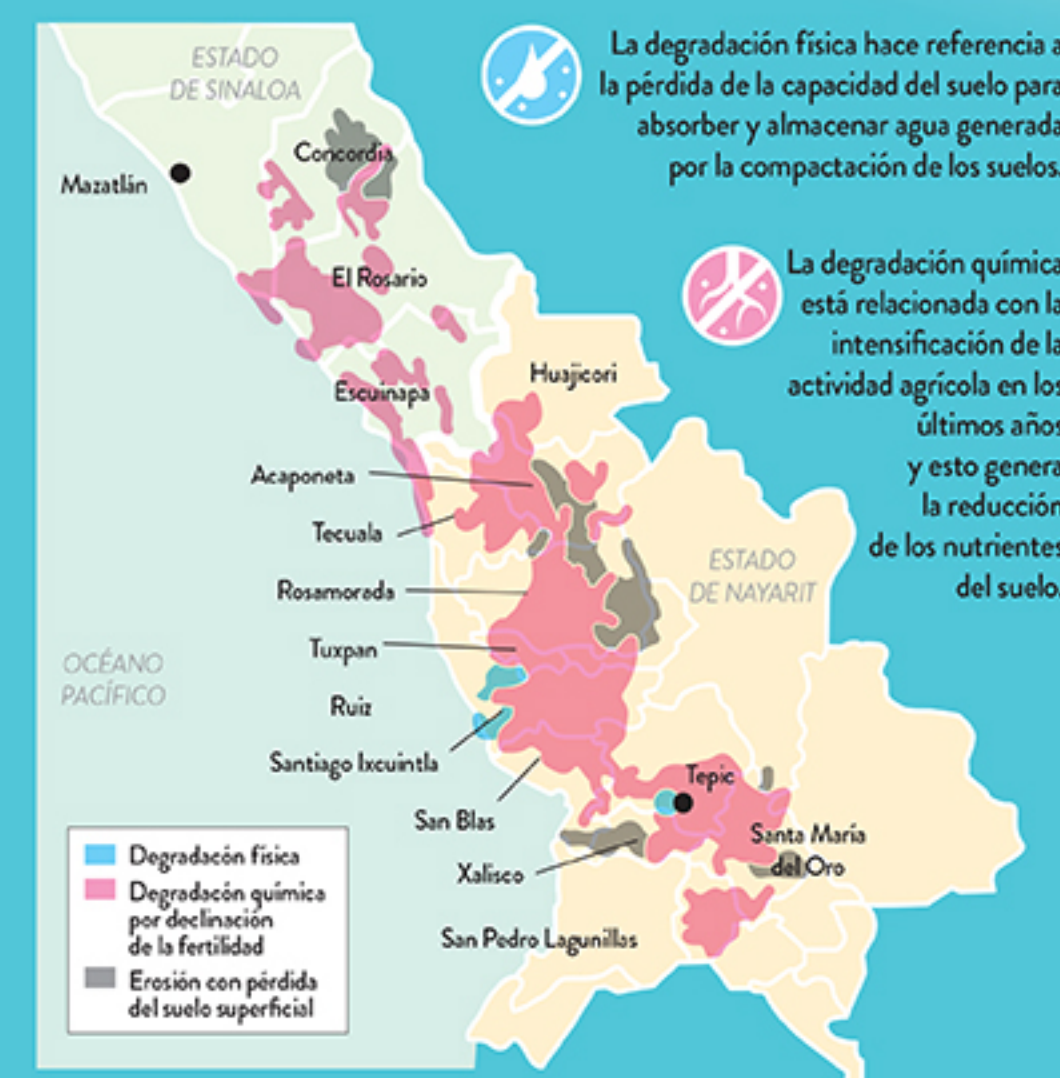 La degradación física hace referencia a
la pérdida de la capacidad del suelo para
absorber y almacenar agua generada
por la compactación de los suelos.
La degradación química
está relacionada con la
intensificación de la
actividad agrícola en los
últimos años
y esto genera
la reducción
de los nutrientes
del suelo.
ESTADO
DE SINALOA
Concordia
Mazatlán
El Rosario
Huajicori
Escuinapa
Acaponeta
Tecuala
ESTADO
DE NAYARIT
Rosamorada
Tuxpan
OCÉANO
PACÍFICO
Ruiz
Santiago Ixcuintla
Tepic
San Blas
Santa María
del Oro
Xalisco
San Pedro Lagunillas
Degradacón física
Degradacón química
por declinación
de la fertilidad
Erosión con pérdida
del suelo superficial